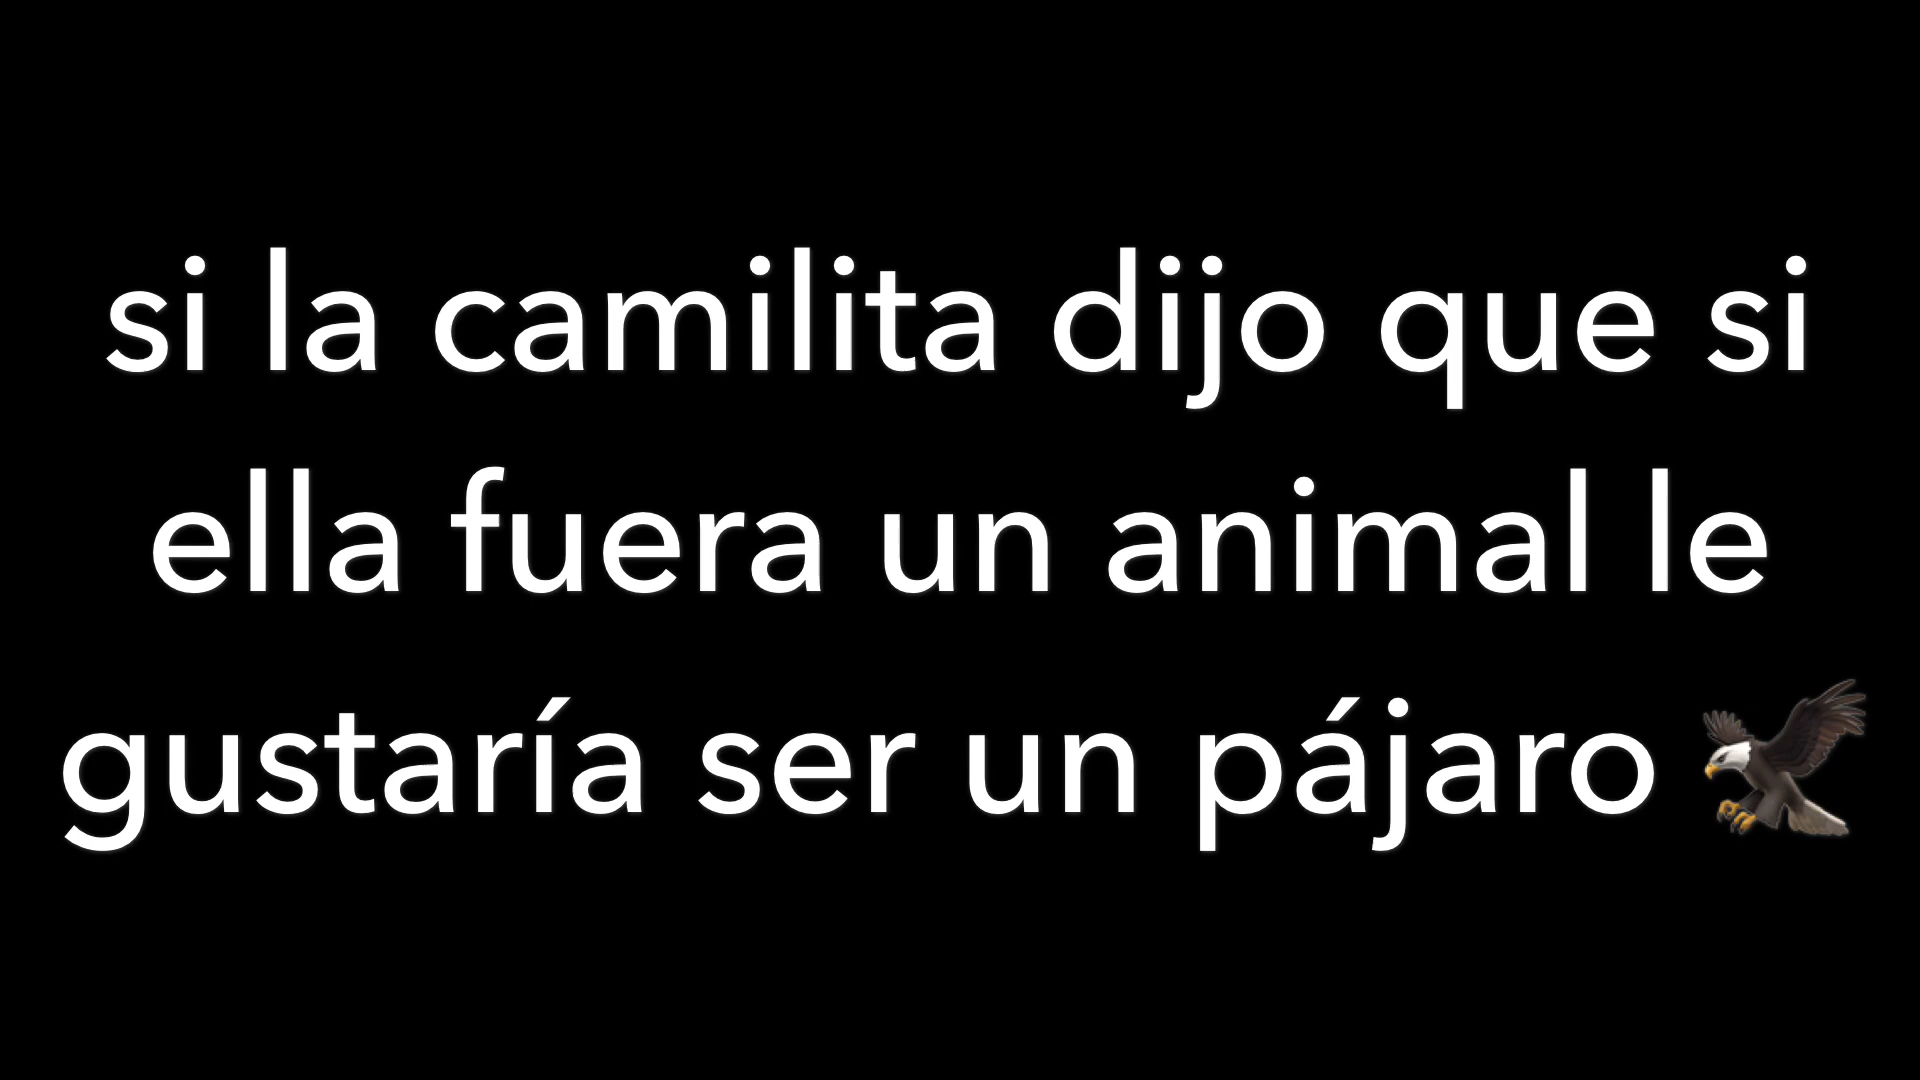 si la camilita dijo que si
ella fuera un animal le
gustaría ser un pájaro 🦅